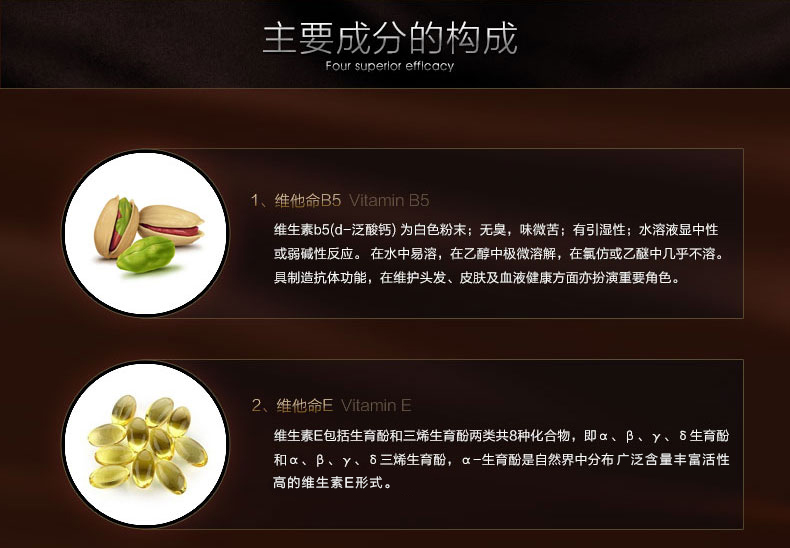 主要成分的构成
Four superior efficacy
1、维他命B5 Vitamin B5
维生素b5(d-泛酸钙) 为白色粉末；无臭，味微苦；有引湿性；水溶液显中性
或弱碱性反应。 在水中易溶，在乙醇中极微溶解，在氯仿或乙醚中几乎不溶。
具制造抗体功能，在维护头发、皮肤及血液健康方面亦扮演重要角色。
2、维他命E Vitamin E
维生素E包括生育酚和三烯生育酚两类共8种化合物，即α、β、γ、δ生育酚
和α、β、γ、δ三烯生育酚，α-生育酚是自然界中分布广泛含量丰富活性
高的维生素E形式。